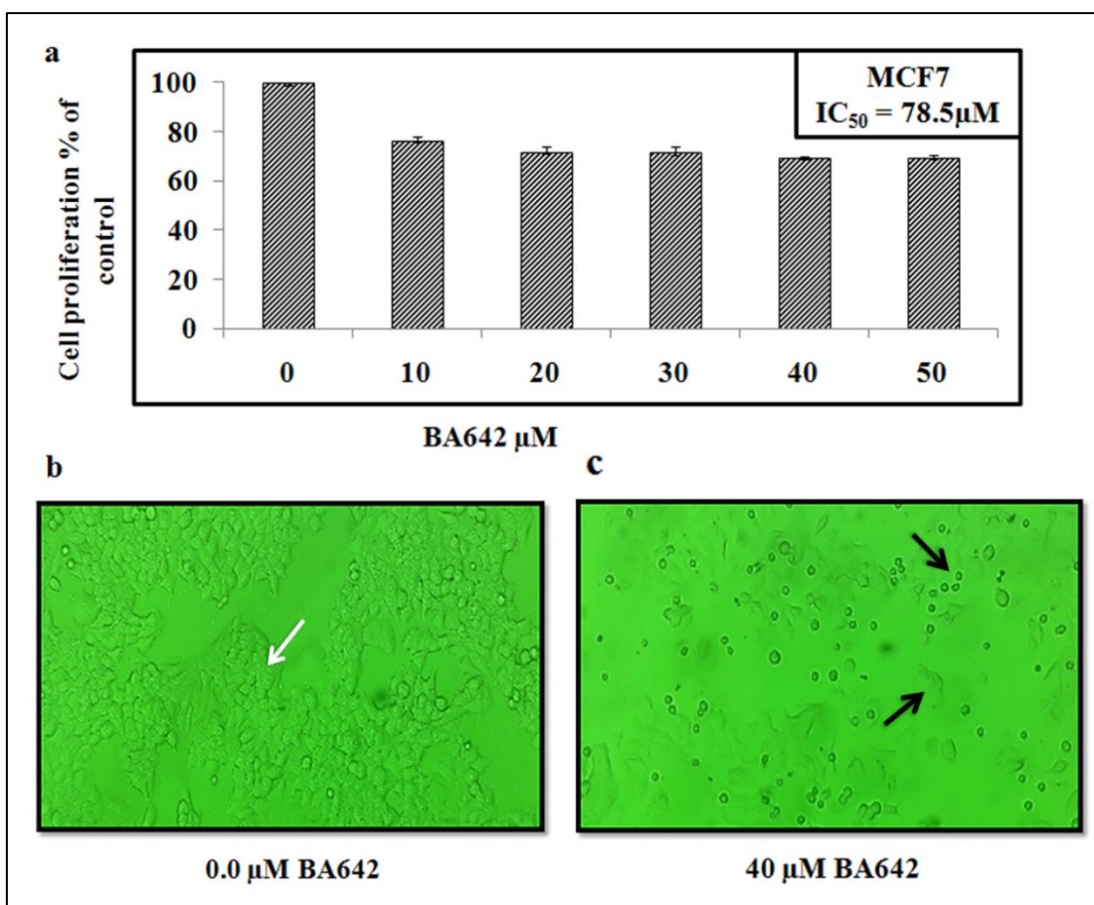 a
Cell proliferation % of
control
100
80
60
40
20
0
MCF7
IC₅₀ = 78.5μM
0 10 20 30 40 50
BA642 μM
b
c
0.0 μM BA642
40 μM BA642